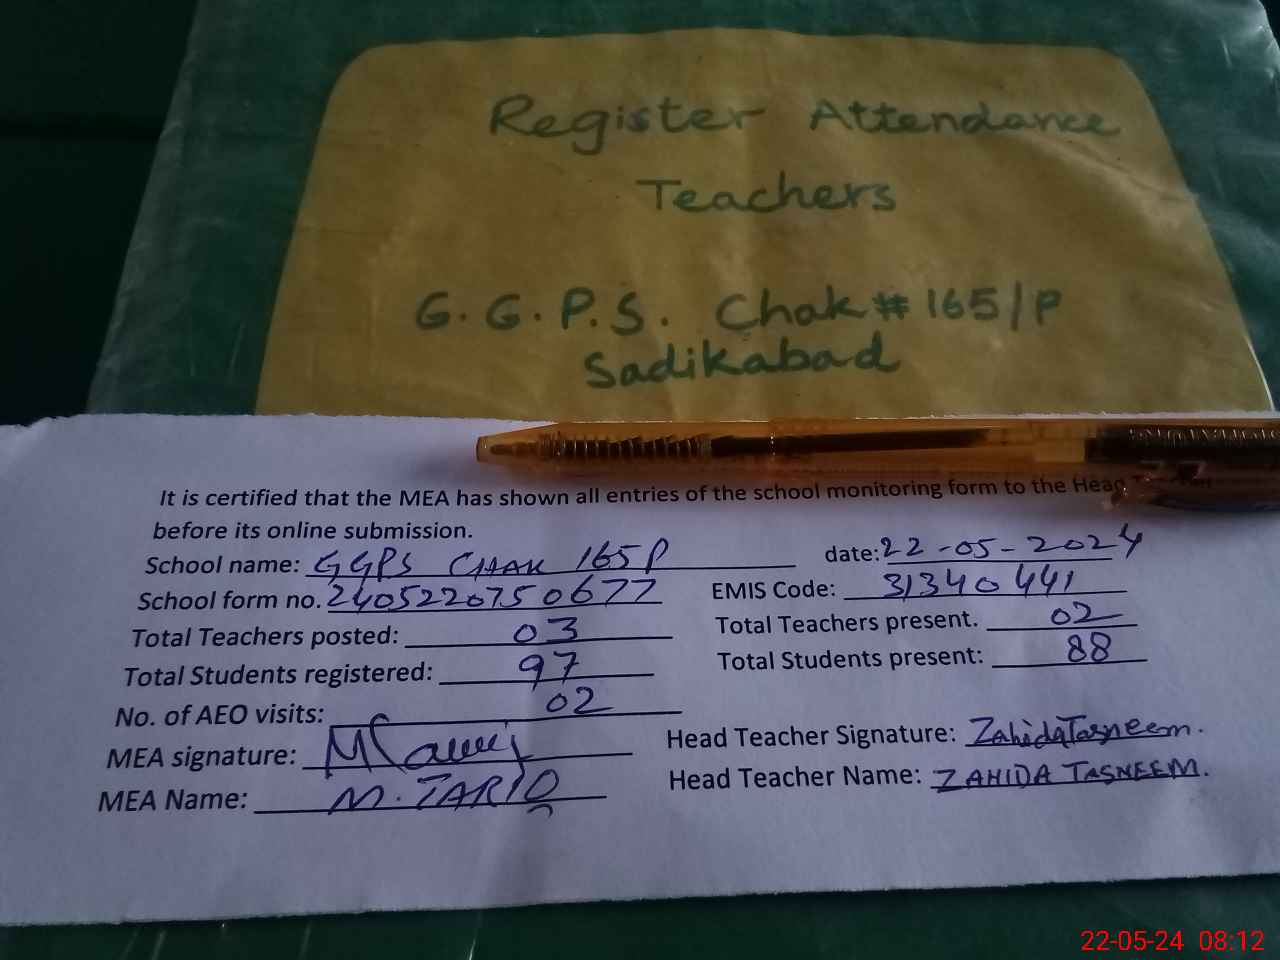 Register Attendance
Teachers
G.G.P.S. Chak # 165/P
Sadikabad
It is certified that the MEA has shown all entries of the school monitoring form to the Head
before its online submission.
School name: GGPS CHAK 165P date: 22-05-2024
School form no. 2405220750677 EMIS Code: 31340441
Total Teachers posted: 03 Total Teachers present. 02
Total Students registered: 97 Total Students present: 88
No. of AEO visits: 02
MEA signature: Head Teacher Signature: Zahida Tasneem.
MEA Name: M. TARIQ Head Teacher Name: ZAHIDA TASNEEM.
22-05-24 08:12